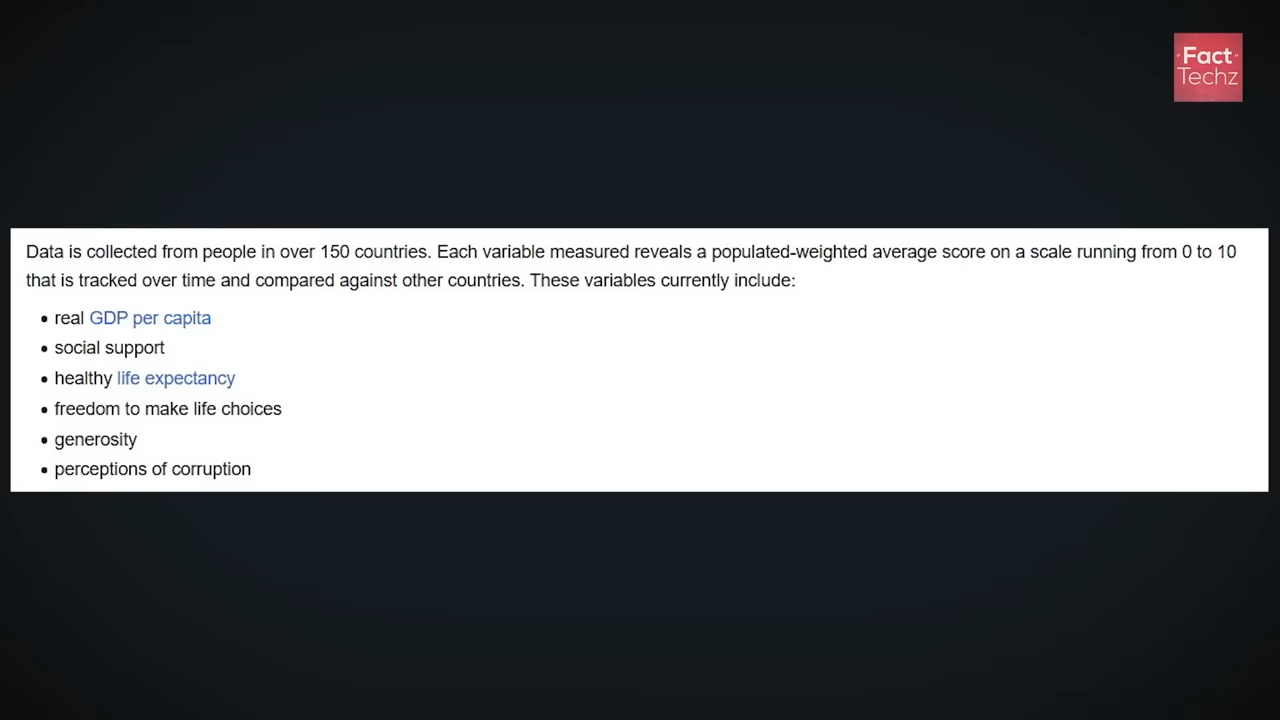 Fact
Techz
Data is collected from people in over 150 countries. Each variable measured reveals a populated-weighted average score on a scale running from 0 to 10
that is tracked over time and compared against other countries. These variables currently include:
• real GDP per capita
• social support
• healthy life expectancy
• freedom to make life choices
• generosity
• perceptions of corruption